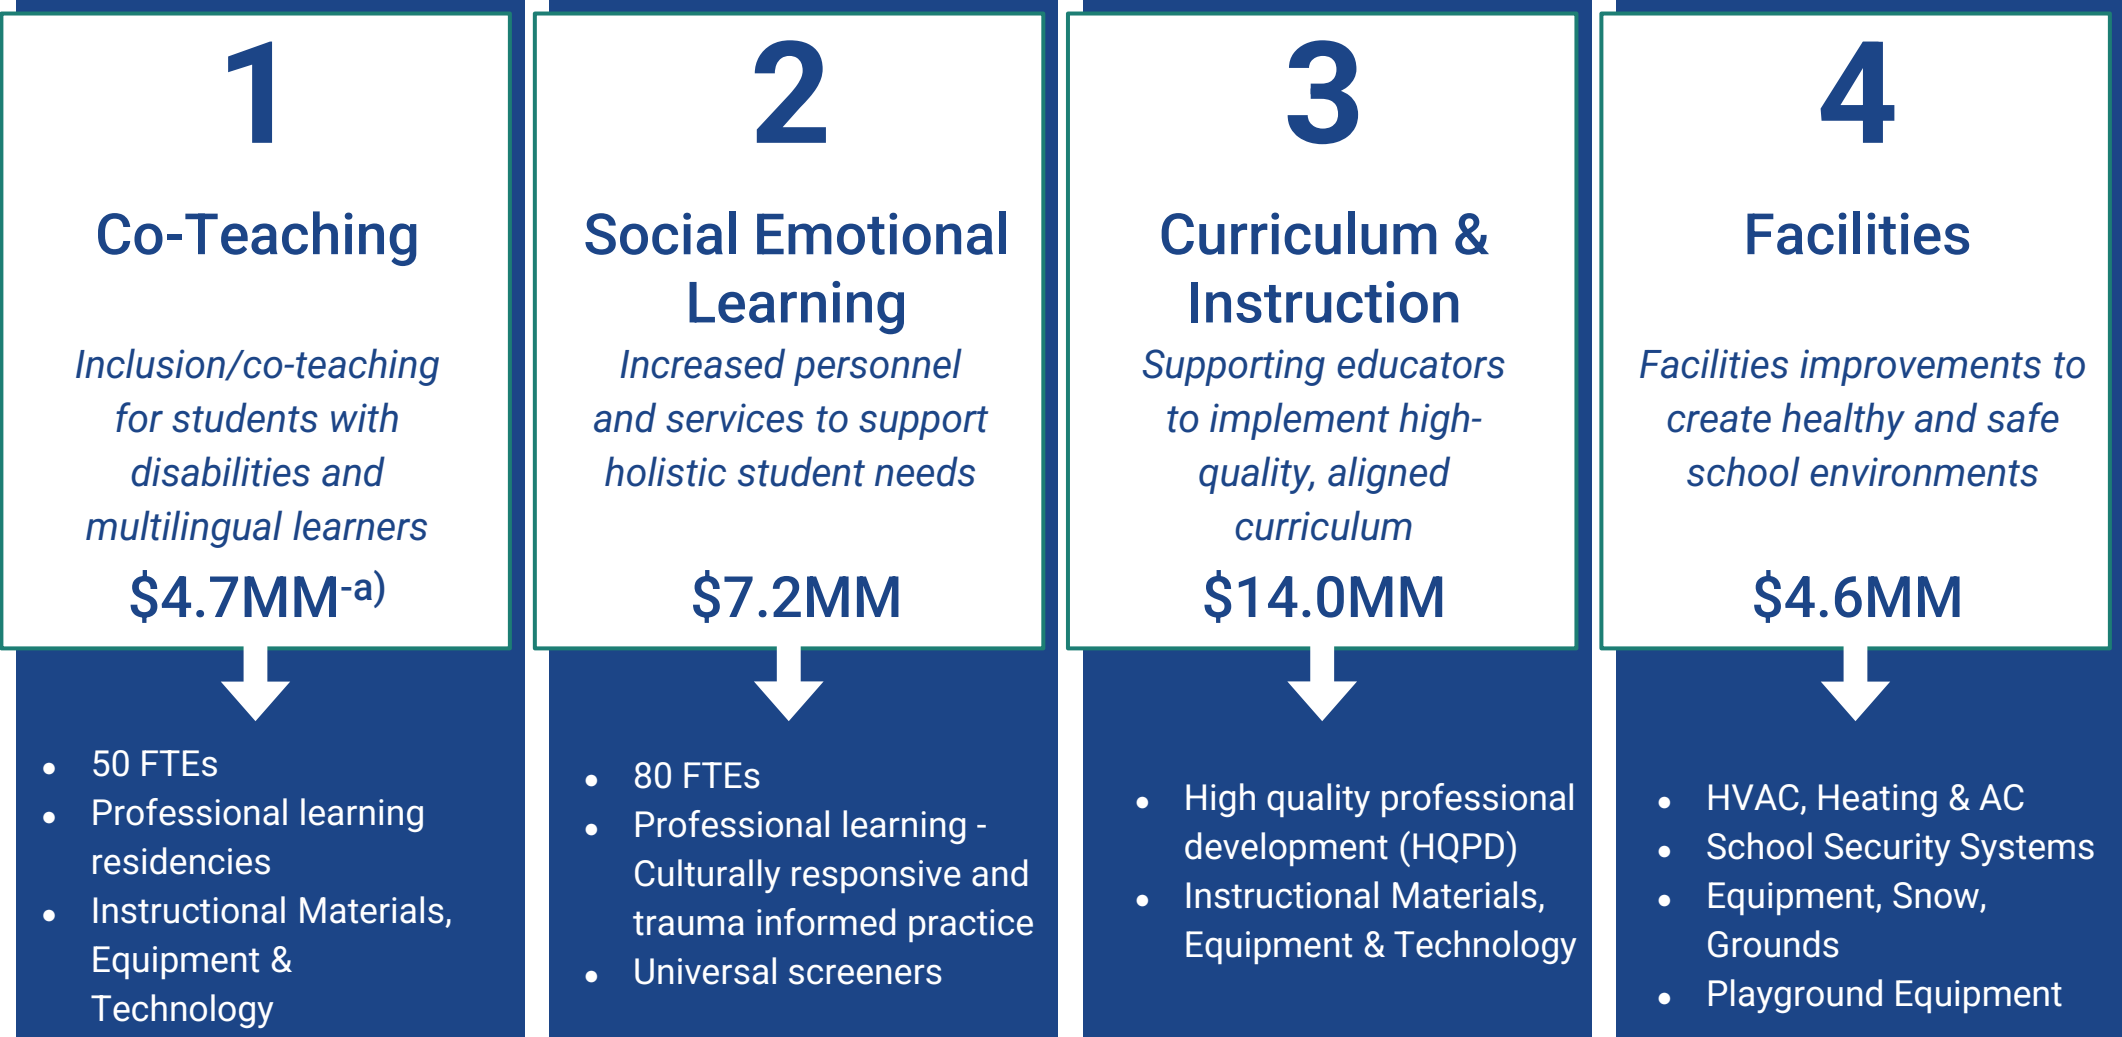 1
Co-Teaching
Inclusion/co-teaching
for students with
disabilities and
multilingual learners
$4.7MM-a)
• 50 FTEs
• Professional learning
residencies
• Instructional Materials,
Equipment &
Technology
2
Social Emotional
Learning
Increased personnel
and services to support
holistic student needs
$7.2MM
• 80 FTEs
• Professional learning -
Culturally responsive and
trauma informed practice
• Universal screeners
3
Curriculum &
Instruction
Supporting educators
to implement high-
quality, aligned
curriculum
$14.0MM
• High quality professional
development (HQPD)
• Instructional Materials,
Equipment & Technology
4
Facilities
Facilities improvements to
create healthy and safe
school environments
$4.6MM
• HVAC, Heating & AC
• School Security Systems
• Equipment, Snow,
Grounds
• Playground Equipment